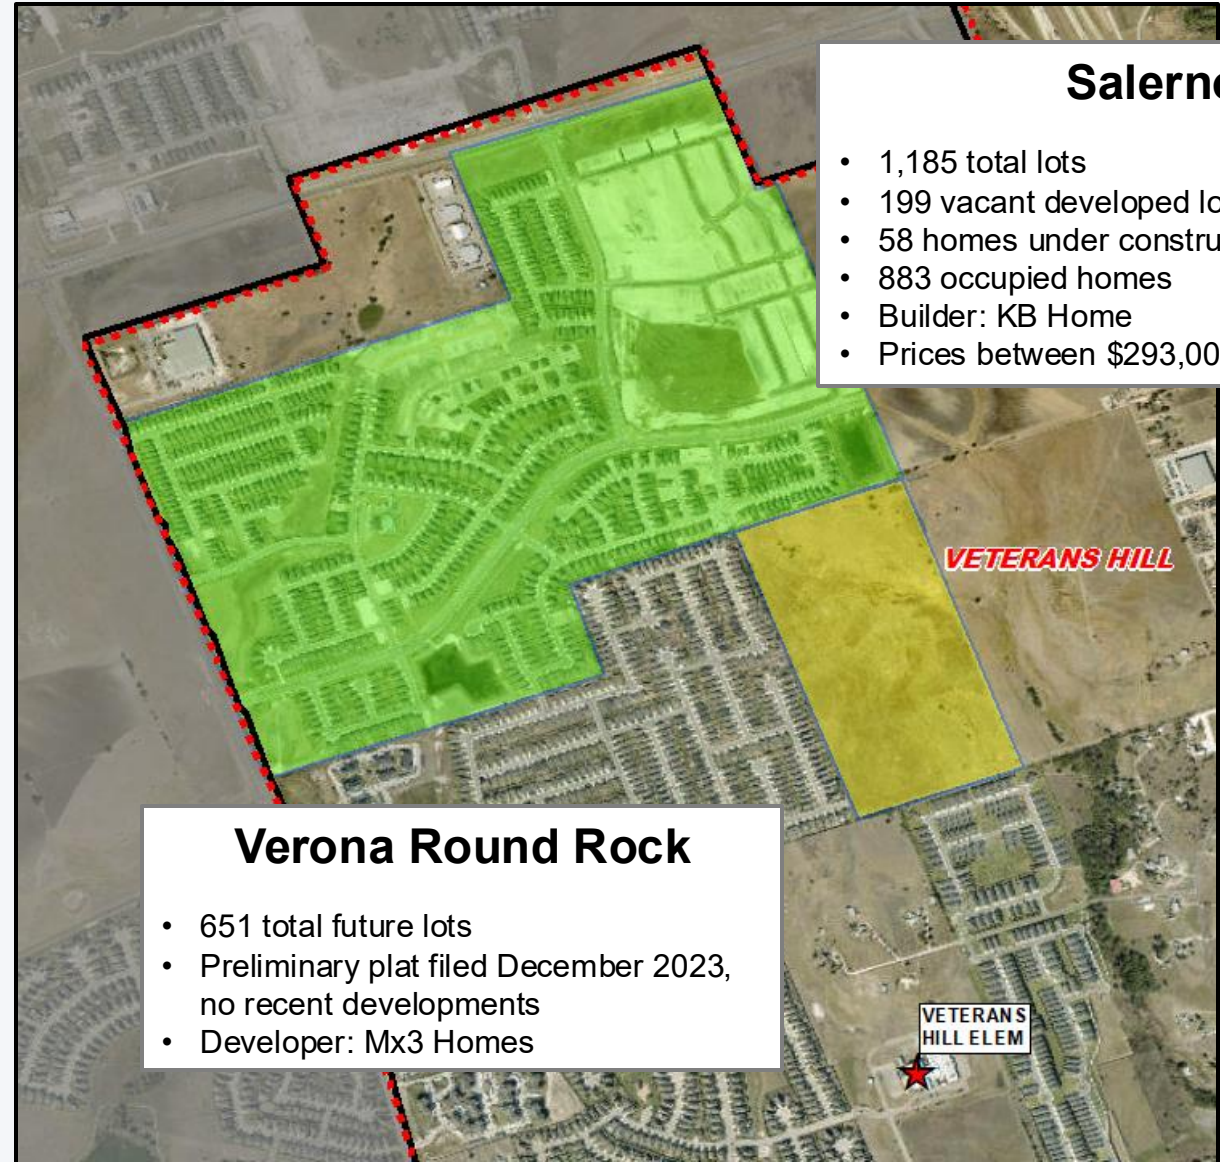 Salerno
• 1,185 total lots
• 199 vacant developed lo
• 58 homes under constru
• 883 occupied homes
• Builder: KB Home
• Prices between $293,00
VETERANS HILL
Verona Round Rock
• 651 total future lots
• Preliminary plat filed December 2023,
no recent developments
• Developer: Mx3 Homes
VETERANS
HILL ELEM